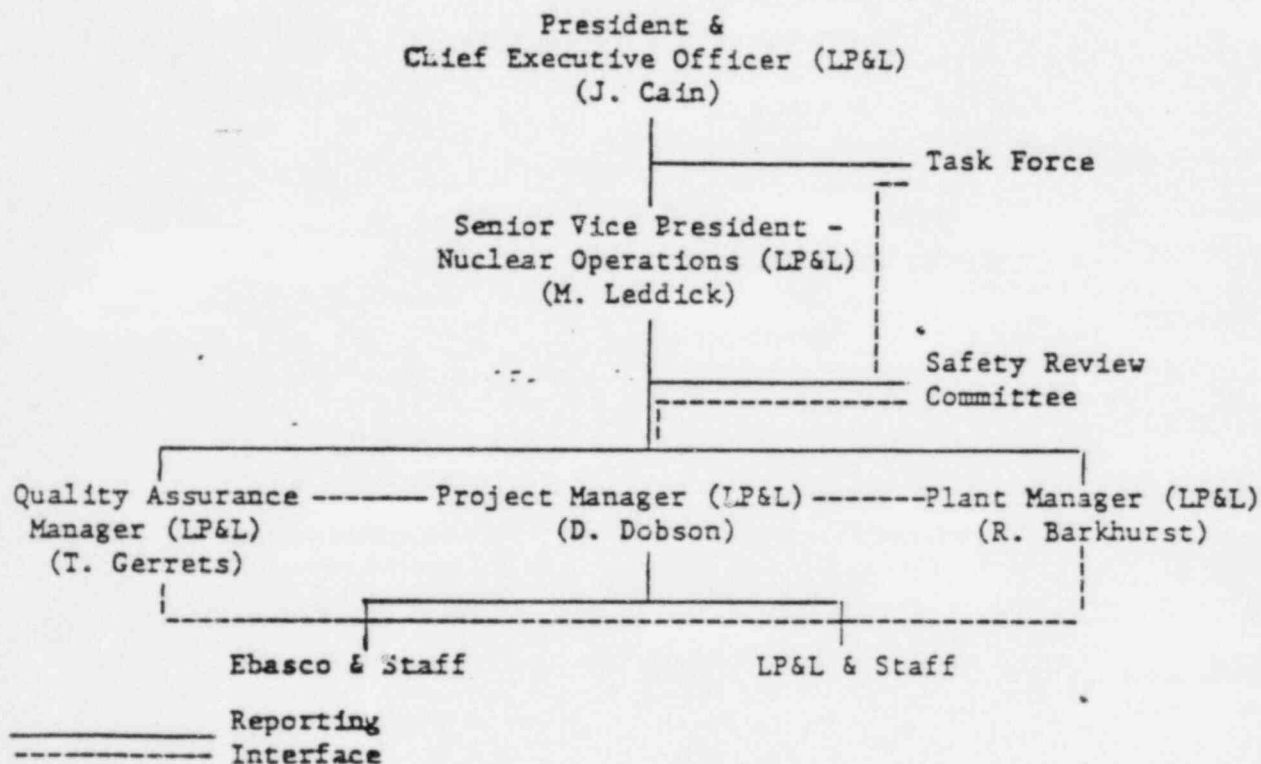 President &
Chief Executive Officer (LP&L)
(J. Cain)
Task Force
Senior Vice President -
Nuclear Operations (LP&L)
(M. Leddick)
Safety Review
Committee
Quality Assurance
Manager (LP&L)
(T. Gerrets)
Project Manager (LP&L)
(D. Dobson)
Plant Manager (LP&L)
(R. Barkhurst)
Ebasco & Staff
LP&L & Staff
Reporting
Interface